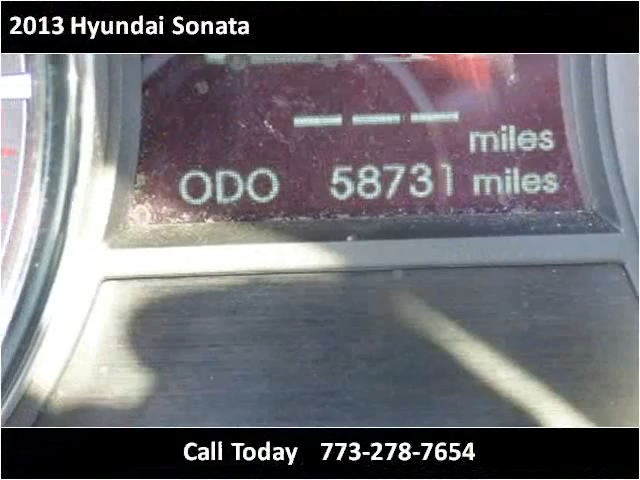 2013 Hyundai Sonata
--- miles
ODO 58731 miles
Call Today 773-278-7654